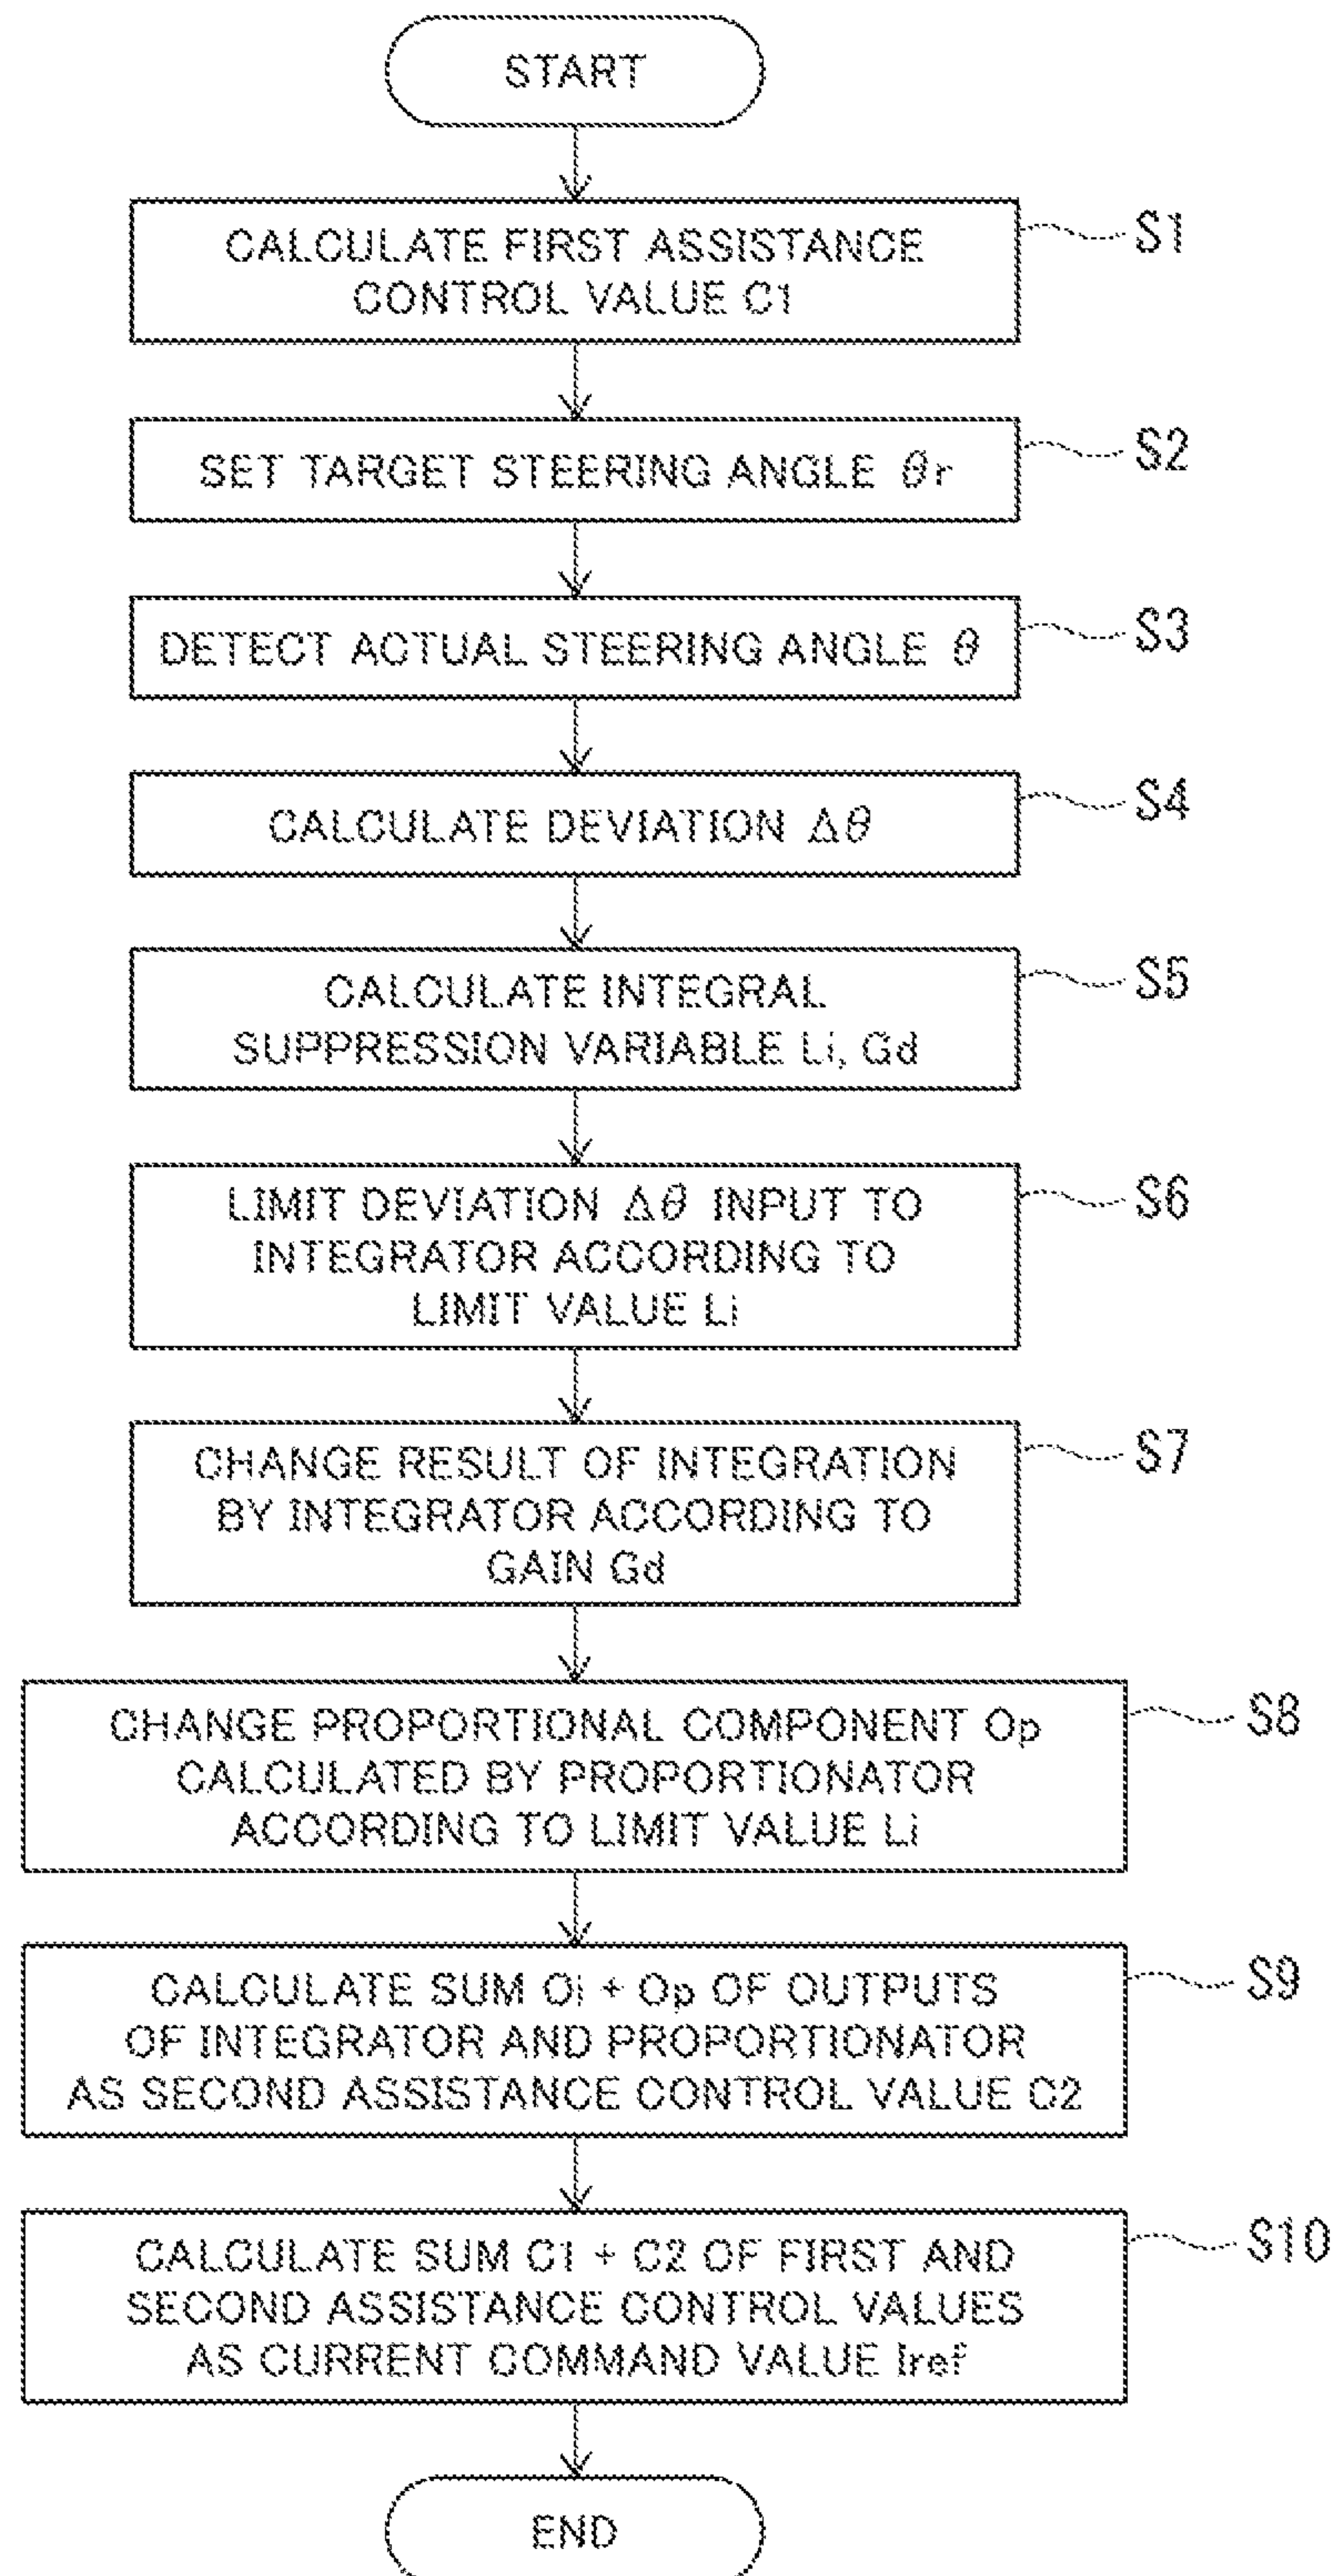 START
CALCULATE FIRST ASSISTANCE
CONTROL VALUE C1
S1
SET TARGET STEERING ANGLE θr
S2
DETECT ACTUAL STEERING ANGLE θ
S3
CALCULATE DEVIATION Δθ
S4
CALCULATE INTEGRAL
SUPPRESSION VARIABLE Li, Gd
S5
LIMIT DEVIATION Δθ INPUT TO
INTEGRATOR ACCORDING TO
LIMIT VALUE Li
S6
CHANGE RESULT OF INTEGRATION
BY INTEGRATOR ACCORDING TO
GAIN Gd
S7
CHANGE PROPORTIONAL COMPONENT Op
CALCULATED BY PROPORTIONATOR
ACCORDING TO LIMIT VALUE Li
S8
CALCULATE SUM Oi + Op OF OUTPUTS
OF INTEGRATOR AND PROPORTIONATOR
AS SECOND ASSISTANCE CONTROL VALUE C2
S9
CALCULATE SUM C1 + C2 OF FIRST AND
SECOND ASSISTANCE CONTROL VALUES
AS CURRENT COMMAND VALUE Iref
S10
END